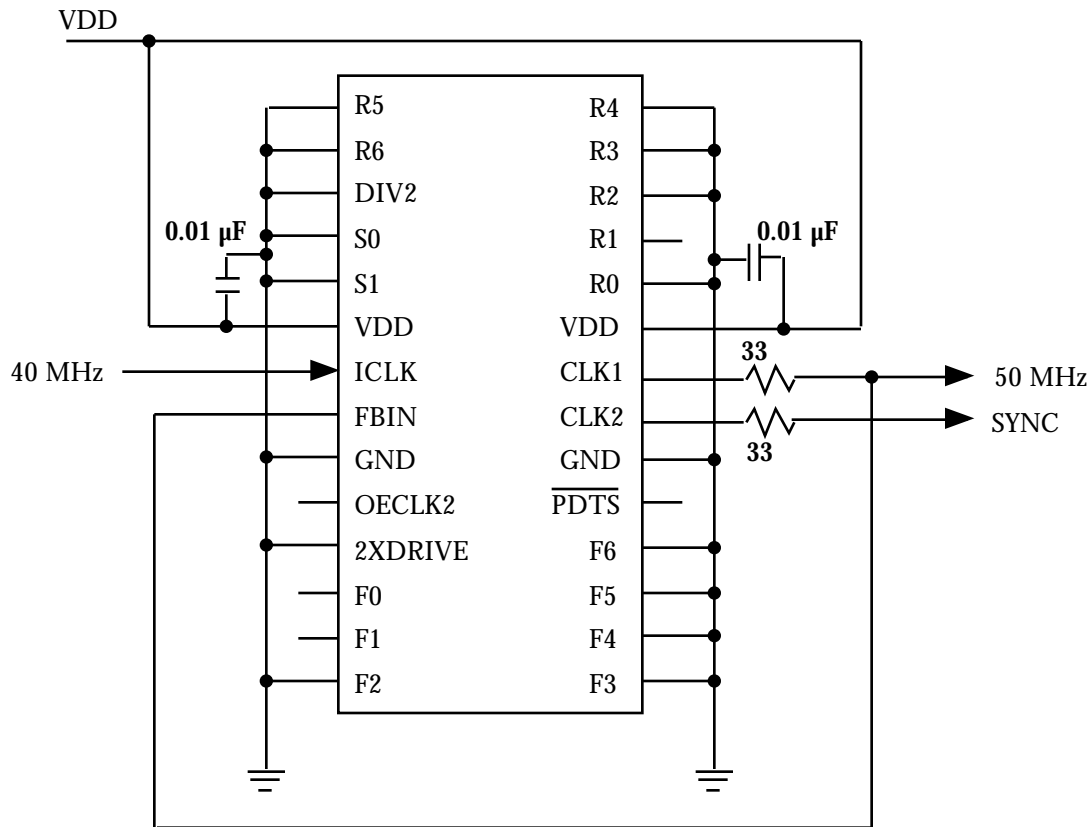 VDD
R5
R4
R6
R3
DIV2
R2
0.01 µF
S0
R1
0.01 µF
S1
R0
VDD
VDD
33
40 MHz
ICLK
CLK1
50 MHz
FBIN
CLK2
SYNC
33
GND
GND
OECLK2
PDTS
2XDRIVE
F6
F0
F5
F1
F4
F2
F3